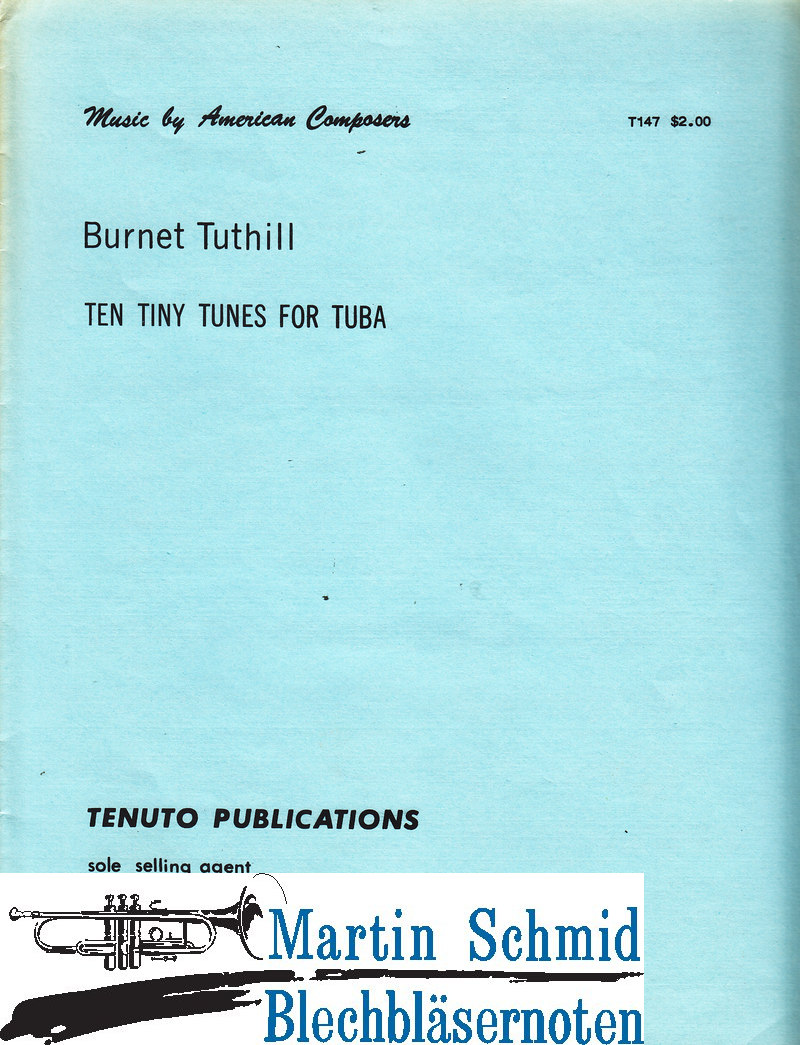 Music by American Composers
T147 $2.00
Burnet Tuthill
TEN TINY TUNES FOR TUBA
TENUTO PUBLICATIONS
sole selling agent
Martin Schmid
Blechbläsernoten